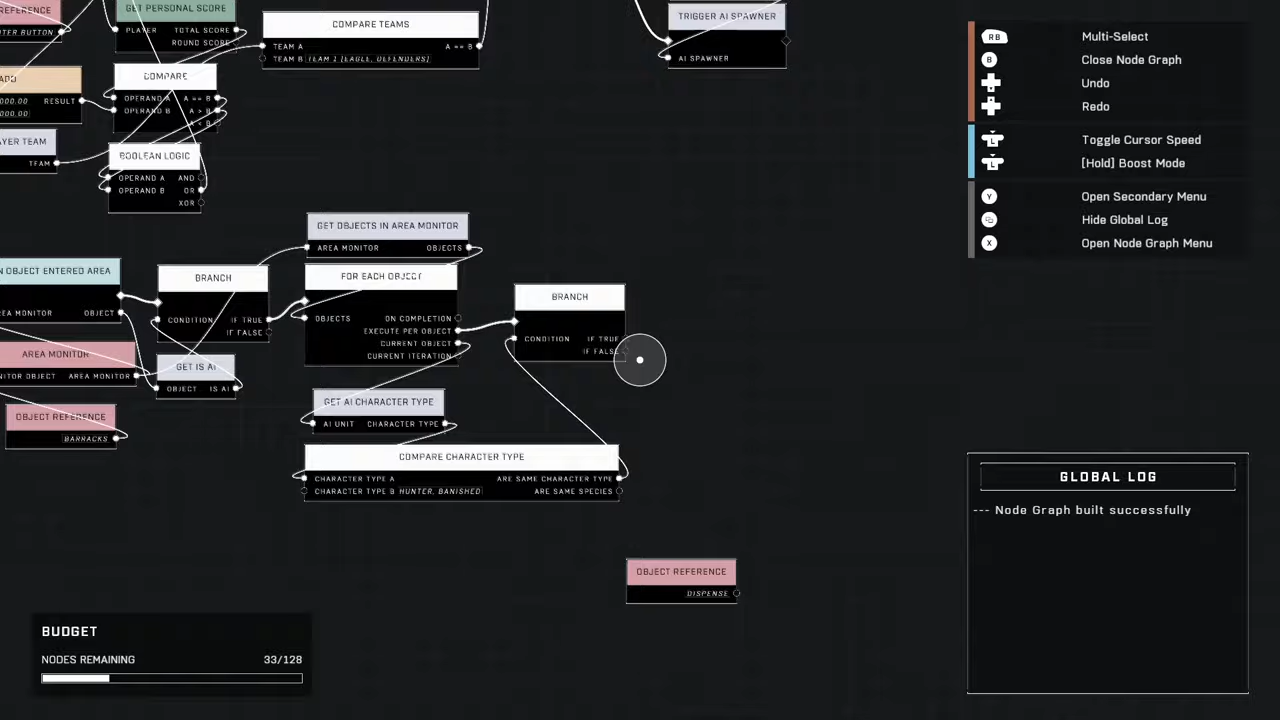 REFERENCE
TER BUTTON
GET PERSONAL SCORE
PLAYER TOTAL SCORE
ROUND SCORE
COMPARE TEAMS
TEAM A A == B
TEAM B TEAM 1 [EAGLE, DEFENDERS]
TRIGGER AI SPAWNER
AI SPAWNER
COMPARE
OPERAND A A == B
OPERAND B A > B
A < B
000.00 RESULT
000.00
AYER TEAM
TEAM
BOOLEAN LOGIC
OPERAND A AND
OPERAND B OR
XOR
GET OBJECTS IN AREA MONITOR
AREA MONITOR OBJECTS
N OBJECT ENTERED AREA
REA MONITOR OBJECT
BRANCH
CONDITION IF TRUE
IF FALSE
FOR EACH OBJECT
OBJECTS ON COMPLETION
EXECUTE PER OBJECT
CURRENT OBJECT
CURRENT ITERATION
BRANCH
CONDITION IF TRUE
IF FALSE
AREA MONITOR
NITOR OBJECT AREA MONITOR
GET IS AI
OBJECT IS AI
OBJECT REFERENCE
BARRACKS
GET AI CHARACTER TYPE
AI UNIT CHARACTER TYPE
COMPARE CHARACTER TYPE
CHARACTER TYPE A ARE SAME CHARACTER TYPE
CHARACTER TYPE B HUNTER, BANISHED ARE SAME SPECIES
OBJECT REFERENCE
DISPENSE
BUDGET
NODES REMAINING 33/128
RB Multi-Select
B Close Node Graph
Undo
Redo
L Toggle Cursor Speed
L [Hold] Boost Mode
Y Open Secondary Menu
Hide Global Log
X Open Node Graph Menu
GLOBAL LOG
--- Node Graph built successfully